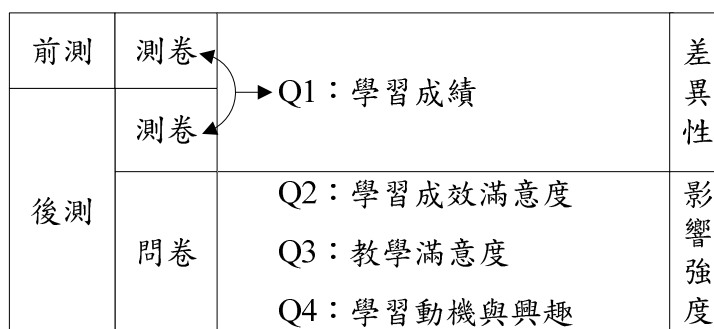 前測
測卷
Q1：學習成績
差異性
測卷
後測
問卷
Q2：學習成效滿意度
Q3：教學滿意度
Q4：學習動機與興趣
影響強度